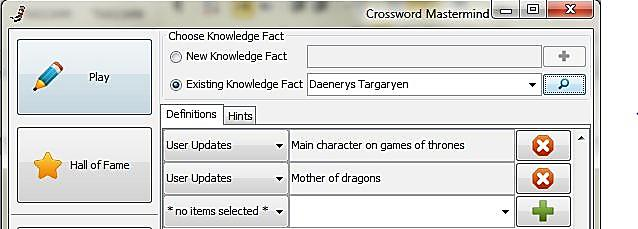 Crossword Mastermind
Choose Knowledge Fact
New Knowledge Fact
Play
Existing Knowledge Fact Daenerys Targaryen
Definitions Hints
User Updates Main character on games of thrones
Hall of Fame
User Updates Mother of dragons
* no items selected *